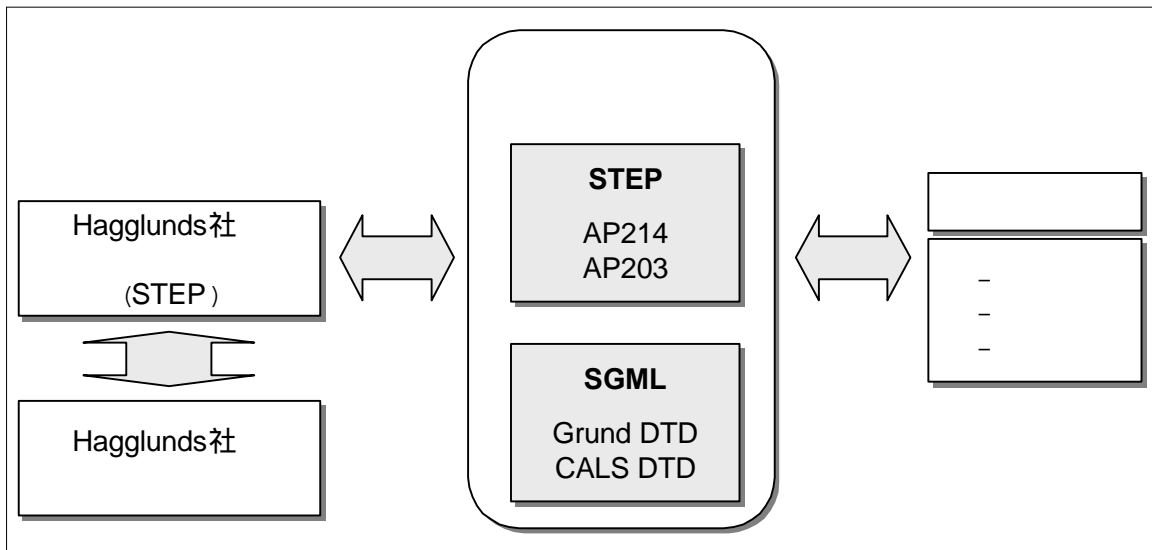 Hagglunds社
(STEP)
Hagglunds社
STEP
AP214
AP203
SGML
Grund DTD
CALS DTD
–
–
–